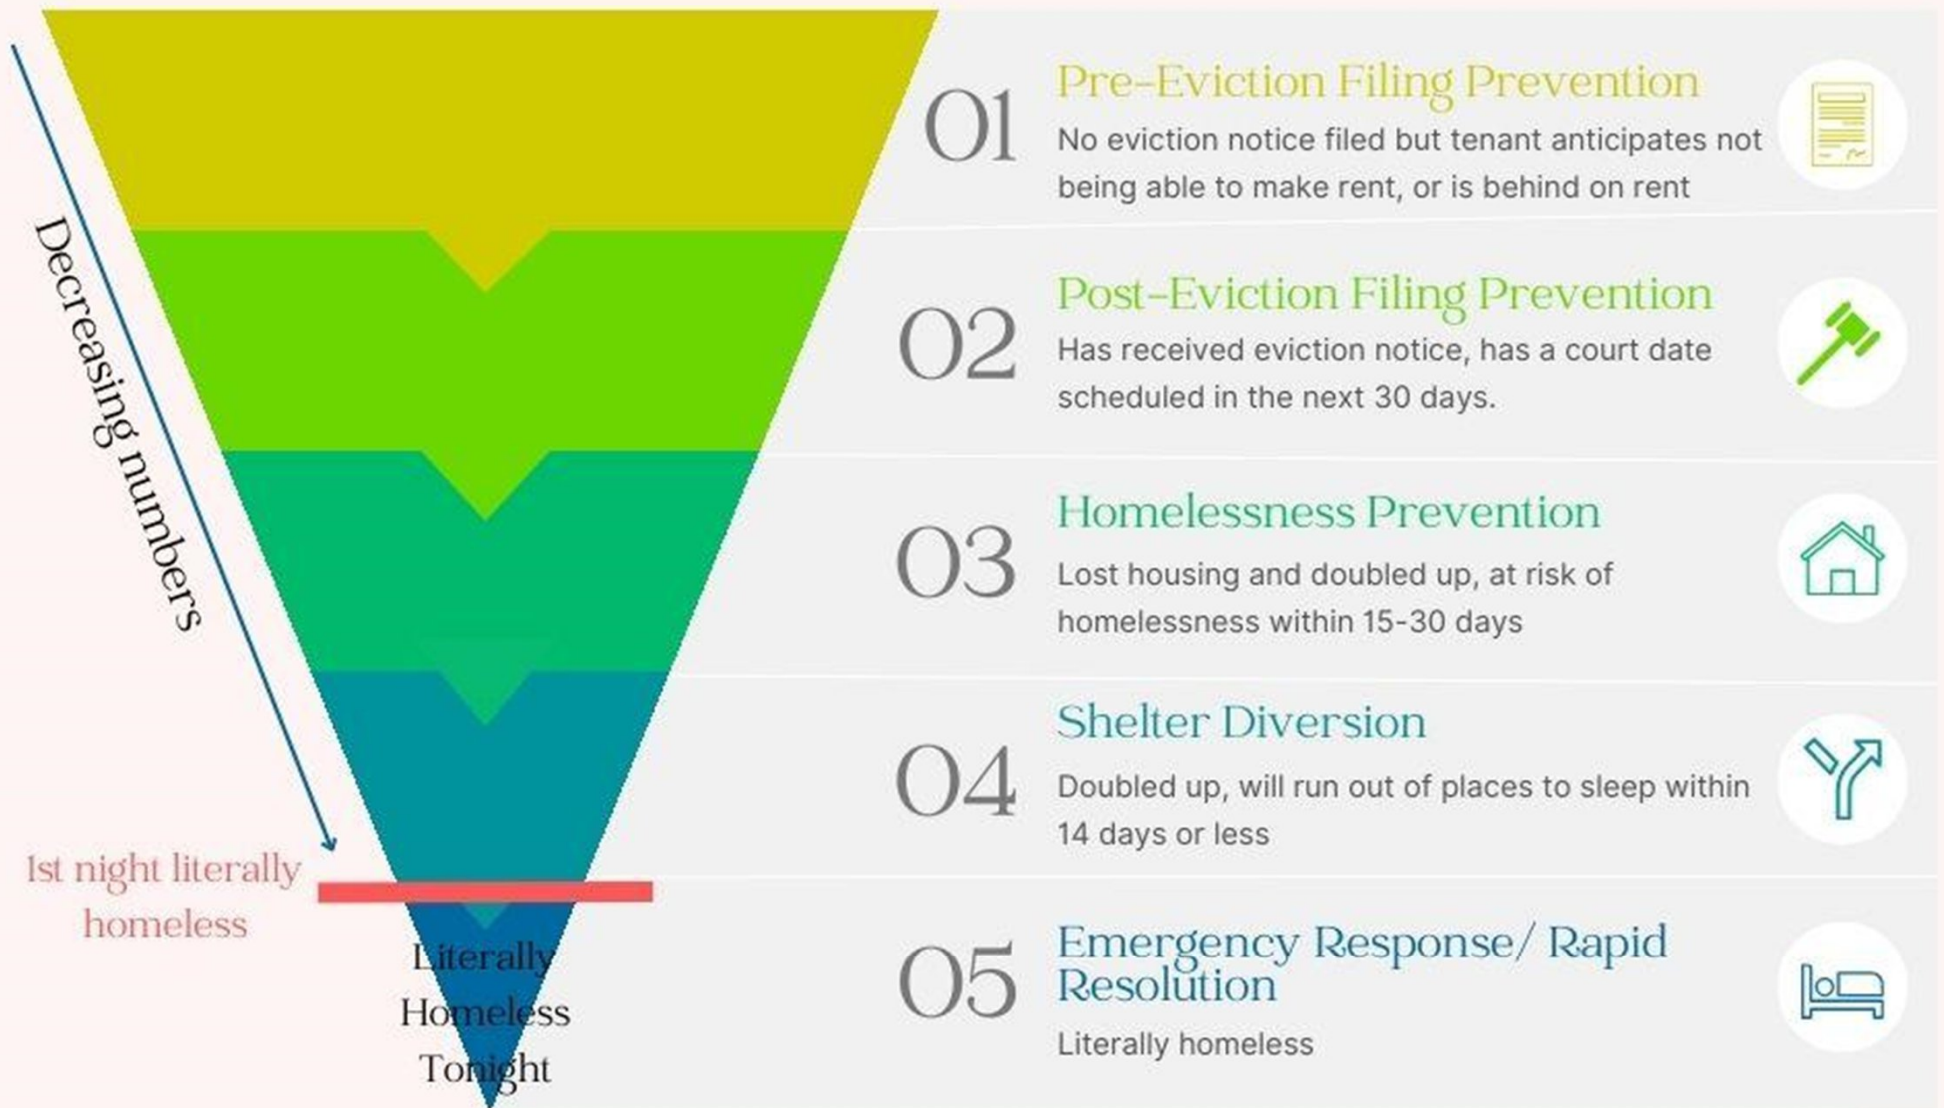 01
Pre-Eviction Filing Prevention
No eviction notice filed but tenant anticipates not
being able to make rent, or is behind on rent
02
Post-Eviction Filing Prevention
Has received eviction notice, has a court date
scheduled in the next 30 days.
Decreasing numbers
03
Homelessness Prevention
Lost housing and doubled up, at risk of
homelessness within 15-30 days
04
Shelter Diversion
Doubled up, will run out of places to sleep within
14 days or less
1st night literally
homeless
Literally
Homeless
Tonight
05
Emergency Response/ Rapid
Resolution
Literally homeless